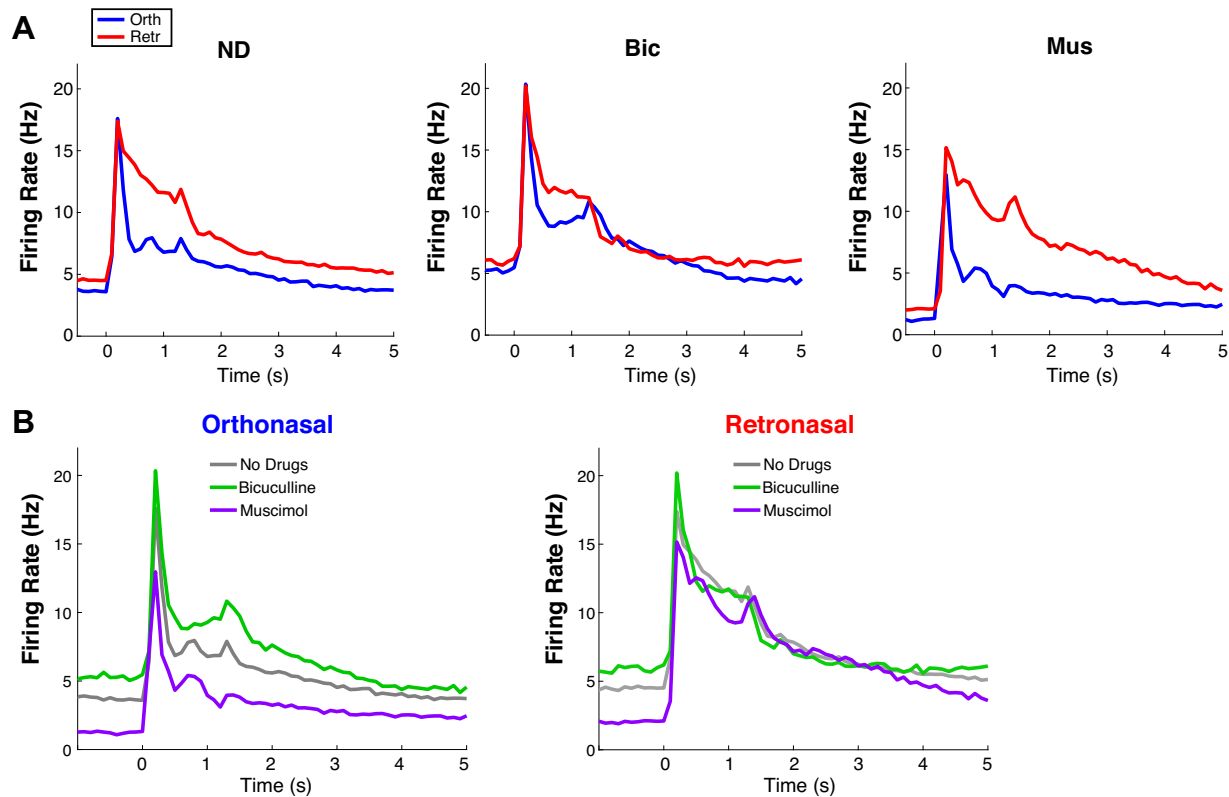 A
Orth
Retr
ND
Bic
Mus
Firing Rate (Hz)
20
15
10
5
0
0 1 2 3 4 5
Time (s)
Firing Rate (Hz)
20
15
10
5
0
0 1 2 3 4 5
Time (s)
Firing Rate (Hz)
20
15
10
5
0
0 1 2 3 4 5
Time (s)
B
Orthonasal
No Drugs
Bicuculline
Muscimol
Firing Rate (Hz)
20
15
10
5
0
0 1 2 3 4 5
Time (s)
Retronasal
No Drugs
Bicuculline
Muscimol
Firing Rate (Hz)
20
15
10
5
0
0 1 2 3 4 5
Time (s)